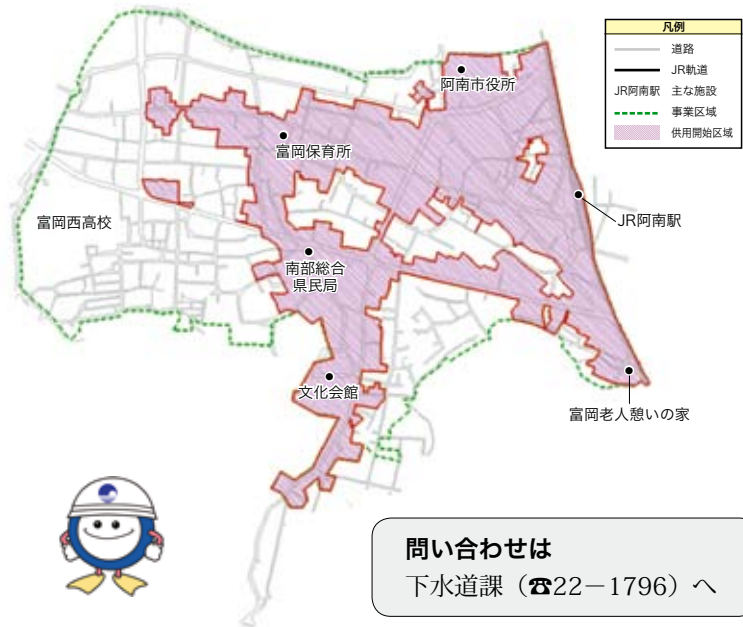 凡例
道路
JR軌道
JR阿南駅 主な施設
事業区域
供用開始区域
阿南市役所
富岡保育所
JR阿南駅
富岡西高校
南部総合
県民局
文化会館
富岡老人憩いの家
問い合わせは
下水道課（☎22－1796）へ